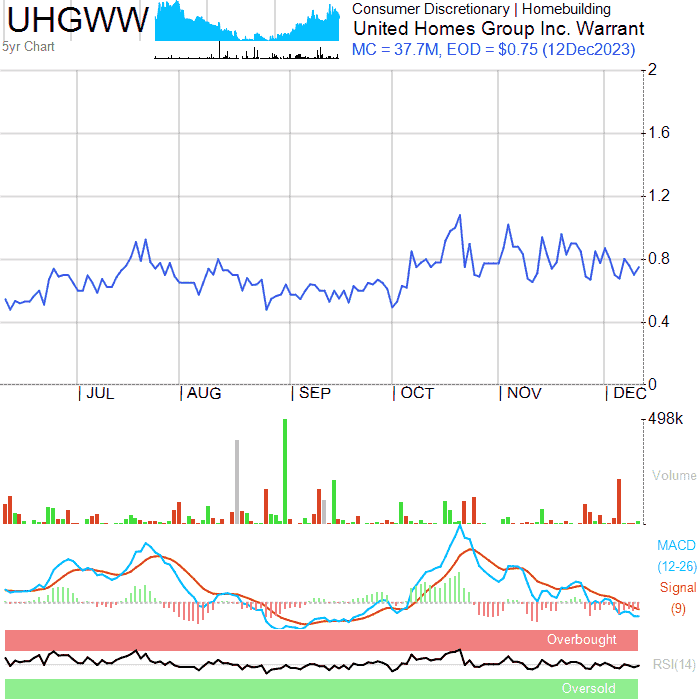 UHGWW
5yr Chart
Consumer Discretionary | Homebuilding
United Homes Group Inc. Warrant
MC = 37.7M, EOD = $0.75 (12Dec2023)
2
1.6
1.2
0.8
0.4
0
| JUL | AUG | SEP | OCT | NOV | DEC
498k
Volume
MACD
(12-26)
Signal
(9)
Overbought
RSI(14)
Oversold